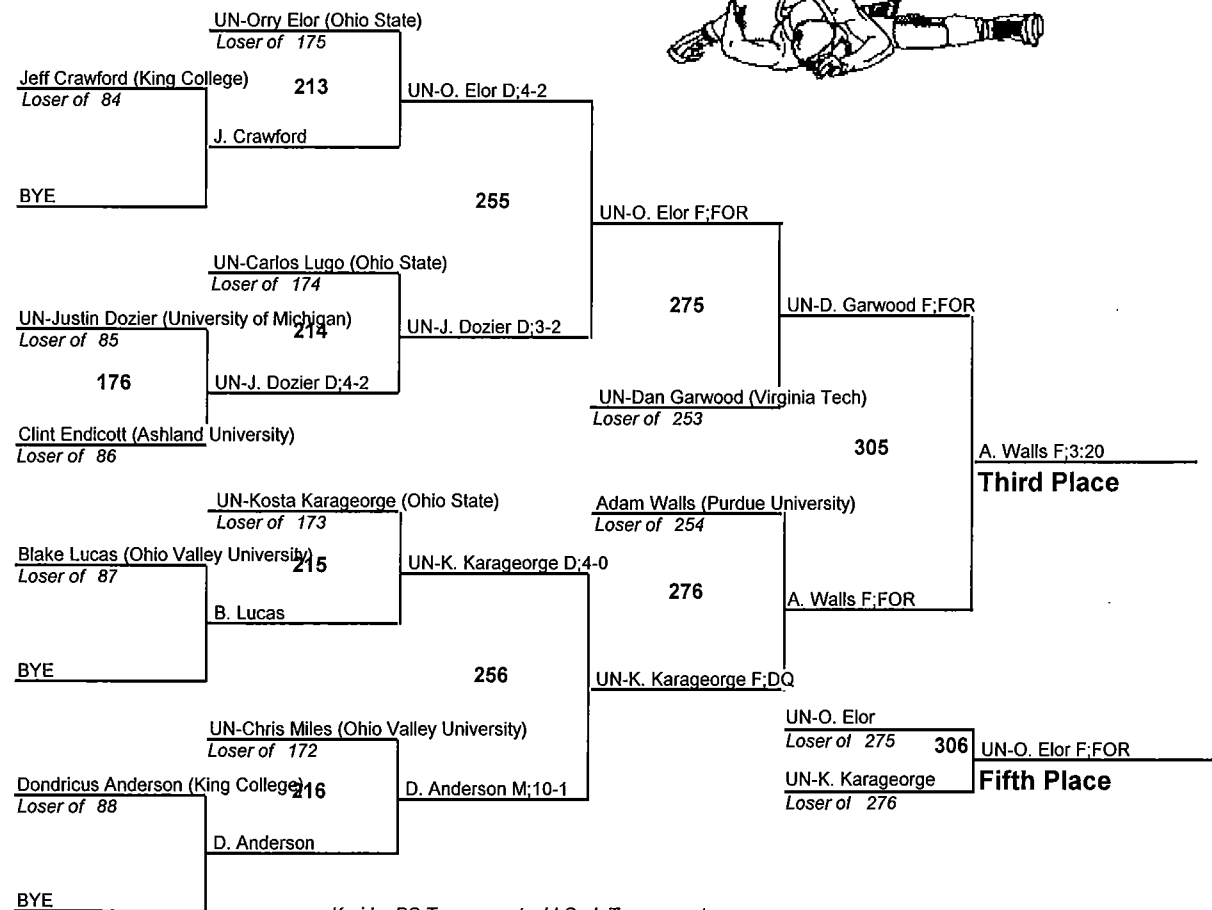 UN-Orry Elor (Ohio State)
Loser of 175
Jeff Crawford (King College)
Loser of 84
213
UN-O. Elor D;4-2
J. Crawford
BYE
255
UN-O. Elor F;FOR
UN-Carlos Lugo (Ohio State)
Loser of 174
UN-Justin Dozier (University of Michigan)
Loser of 85
214
UN-J. Dozier D;3-2
275
UN-D. Garwood F;FOR
176
UN-J. Dozier D;4-2
UN-Dan Garwood (Virginia Tech)
Loser of 253
Clint Endicott (Ashland University)
Loser of 86
305
A. Walls F;3:20
Third Place
UN-Kosta Karageorge (Ohio State)
Loser of 173
Adam Walls (Purdue University)
Loser of 254
Blake Lucas (Ohio Valley University)
Loser of 87
215
UN-K. Karageorge D;4-0
276
A. Walls F;FOR
B. Lucas
BYE
256
UN-K. Karageorge F;DQ
UN-Chris Miles (Ohio Valley University)
Loser of 172
UN-O. Elor
Loser of 275
306
UN-O. Elor F;FOR
Fifth Place
UN-K. Karageorge
Loser of 276
Dondricus Anderson (King College)
Loser of 88
216
D. Anderson M;10-1
D. Anderson
BYE